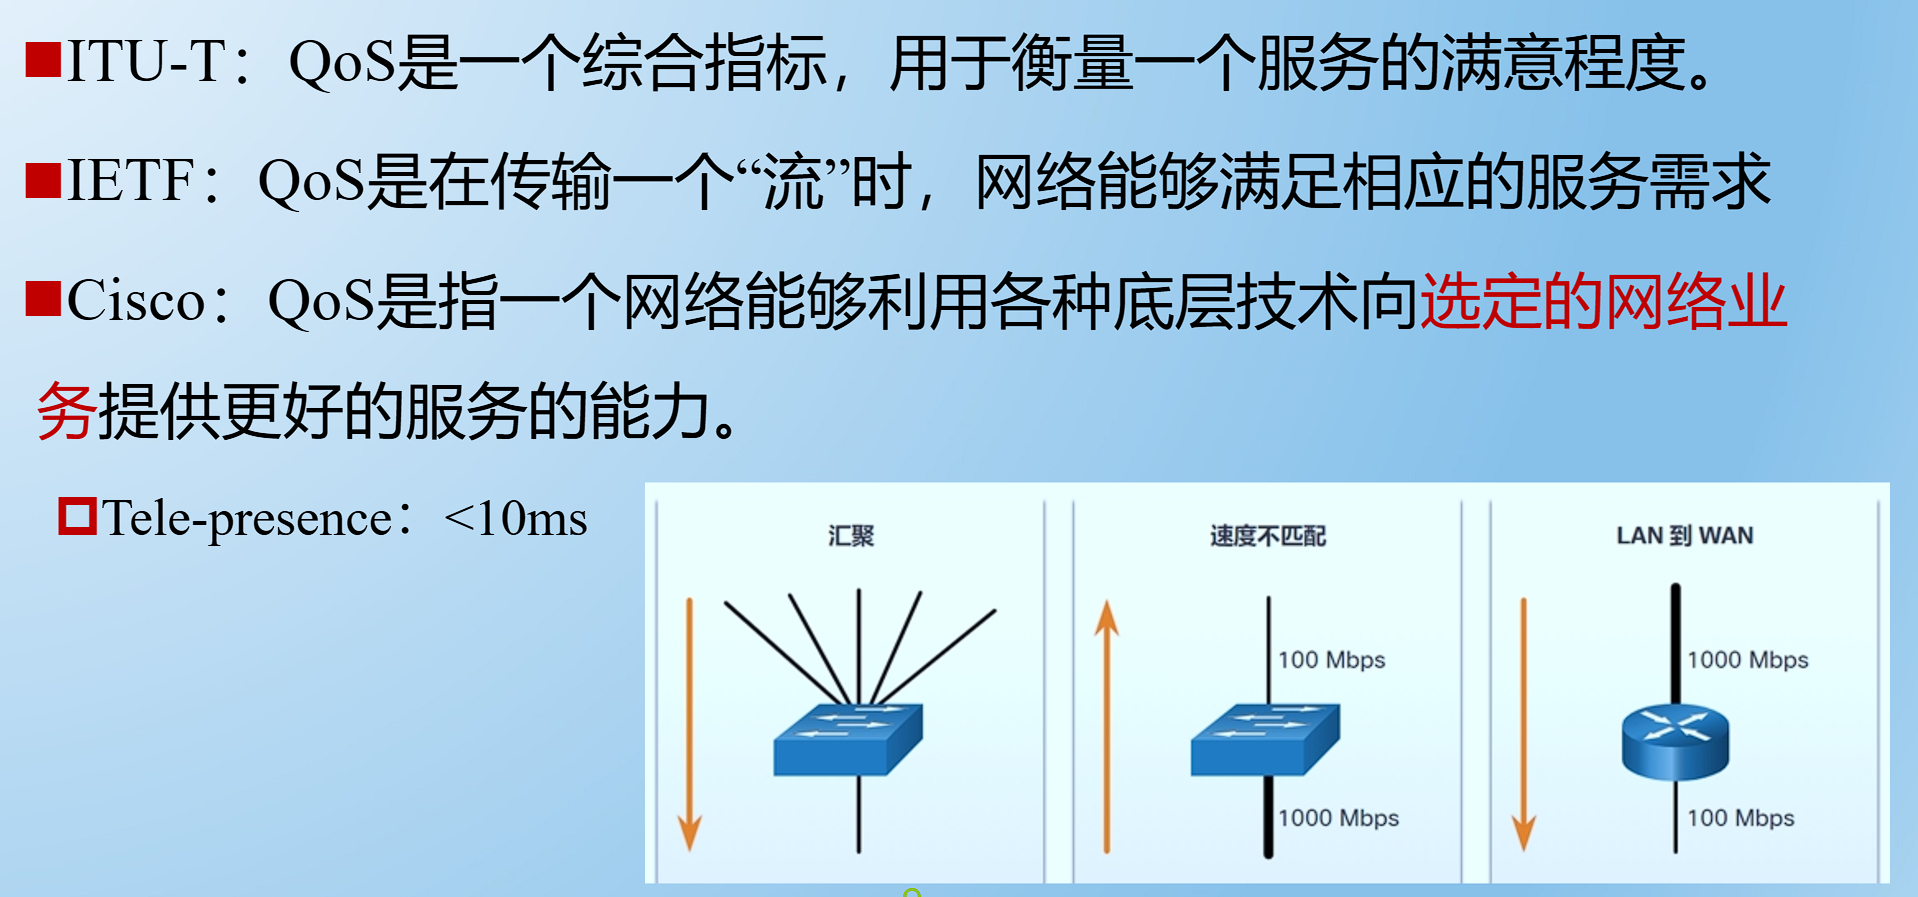 ITU-T：QoS是一个综合指标，用于衡量一个服务的满意程度。
IETF：QoS是在传输一个“流”时，网络能够满足相应的服务需求
Cisco：QoS是指一个网络能够利用各种底层技术向选定的网络业
务提供更好的服务的能力。
Tele-presence：<10ms
汇聚
速度不匹配
100 Mbps
1000 Mbps
LAN 到 WAN
1000 Mbps
100 Mbps